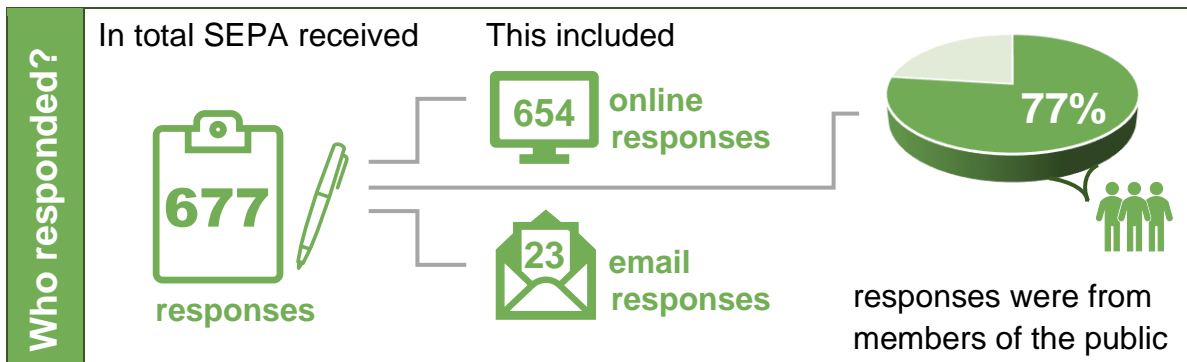 Who responded?
In total SEPA received
677
responses
This included
654
online
responses
23
email
responses
77%
responses were from
members of the public